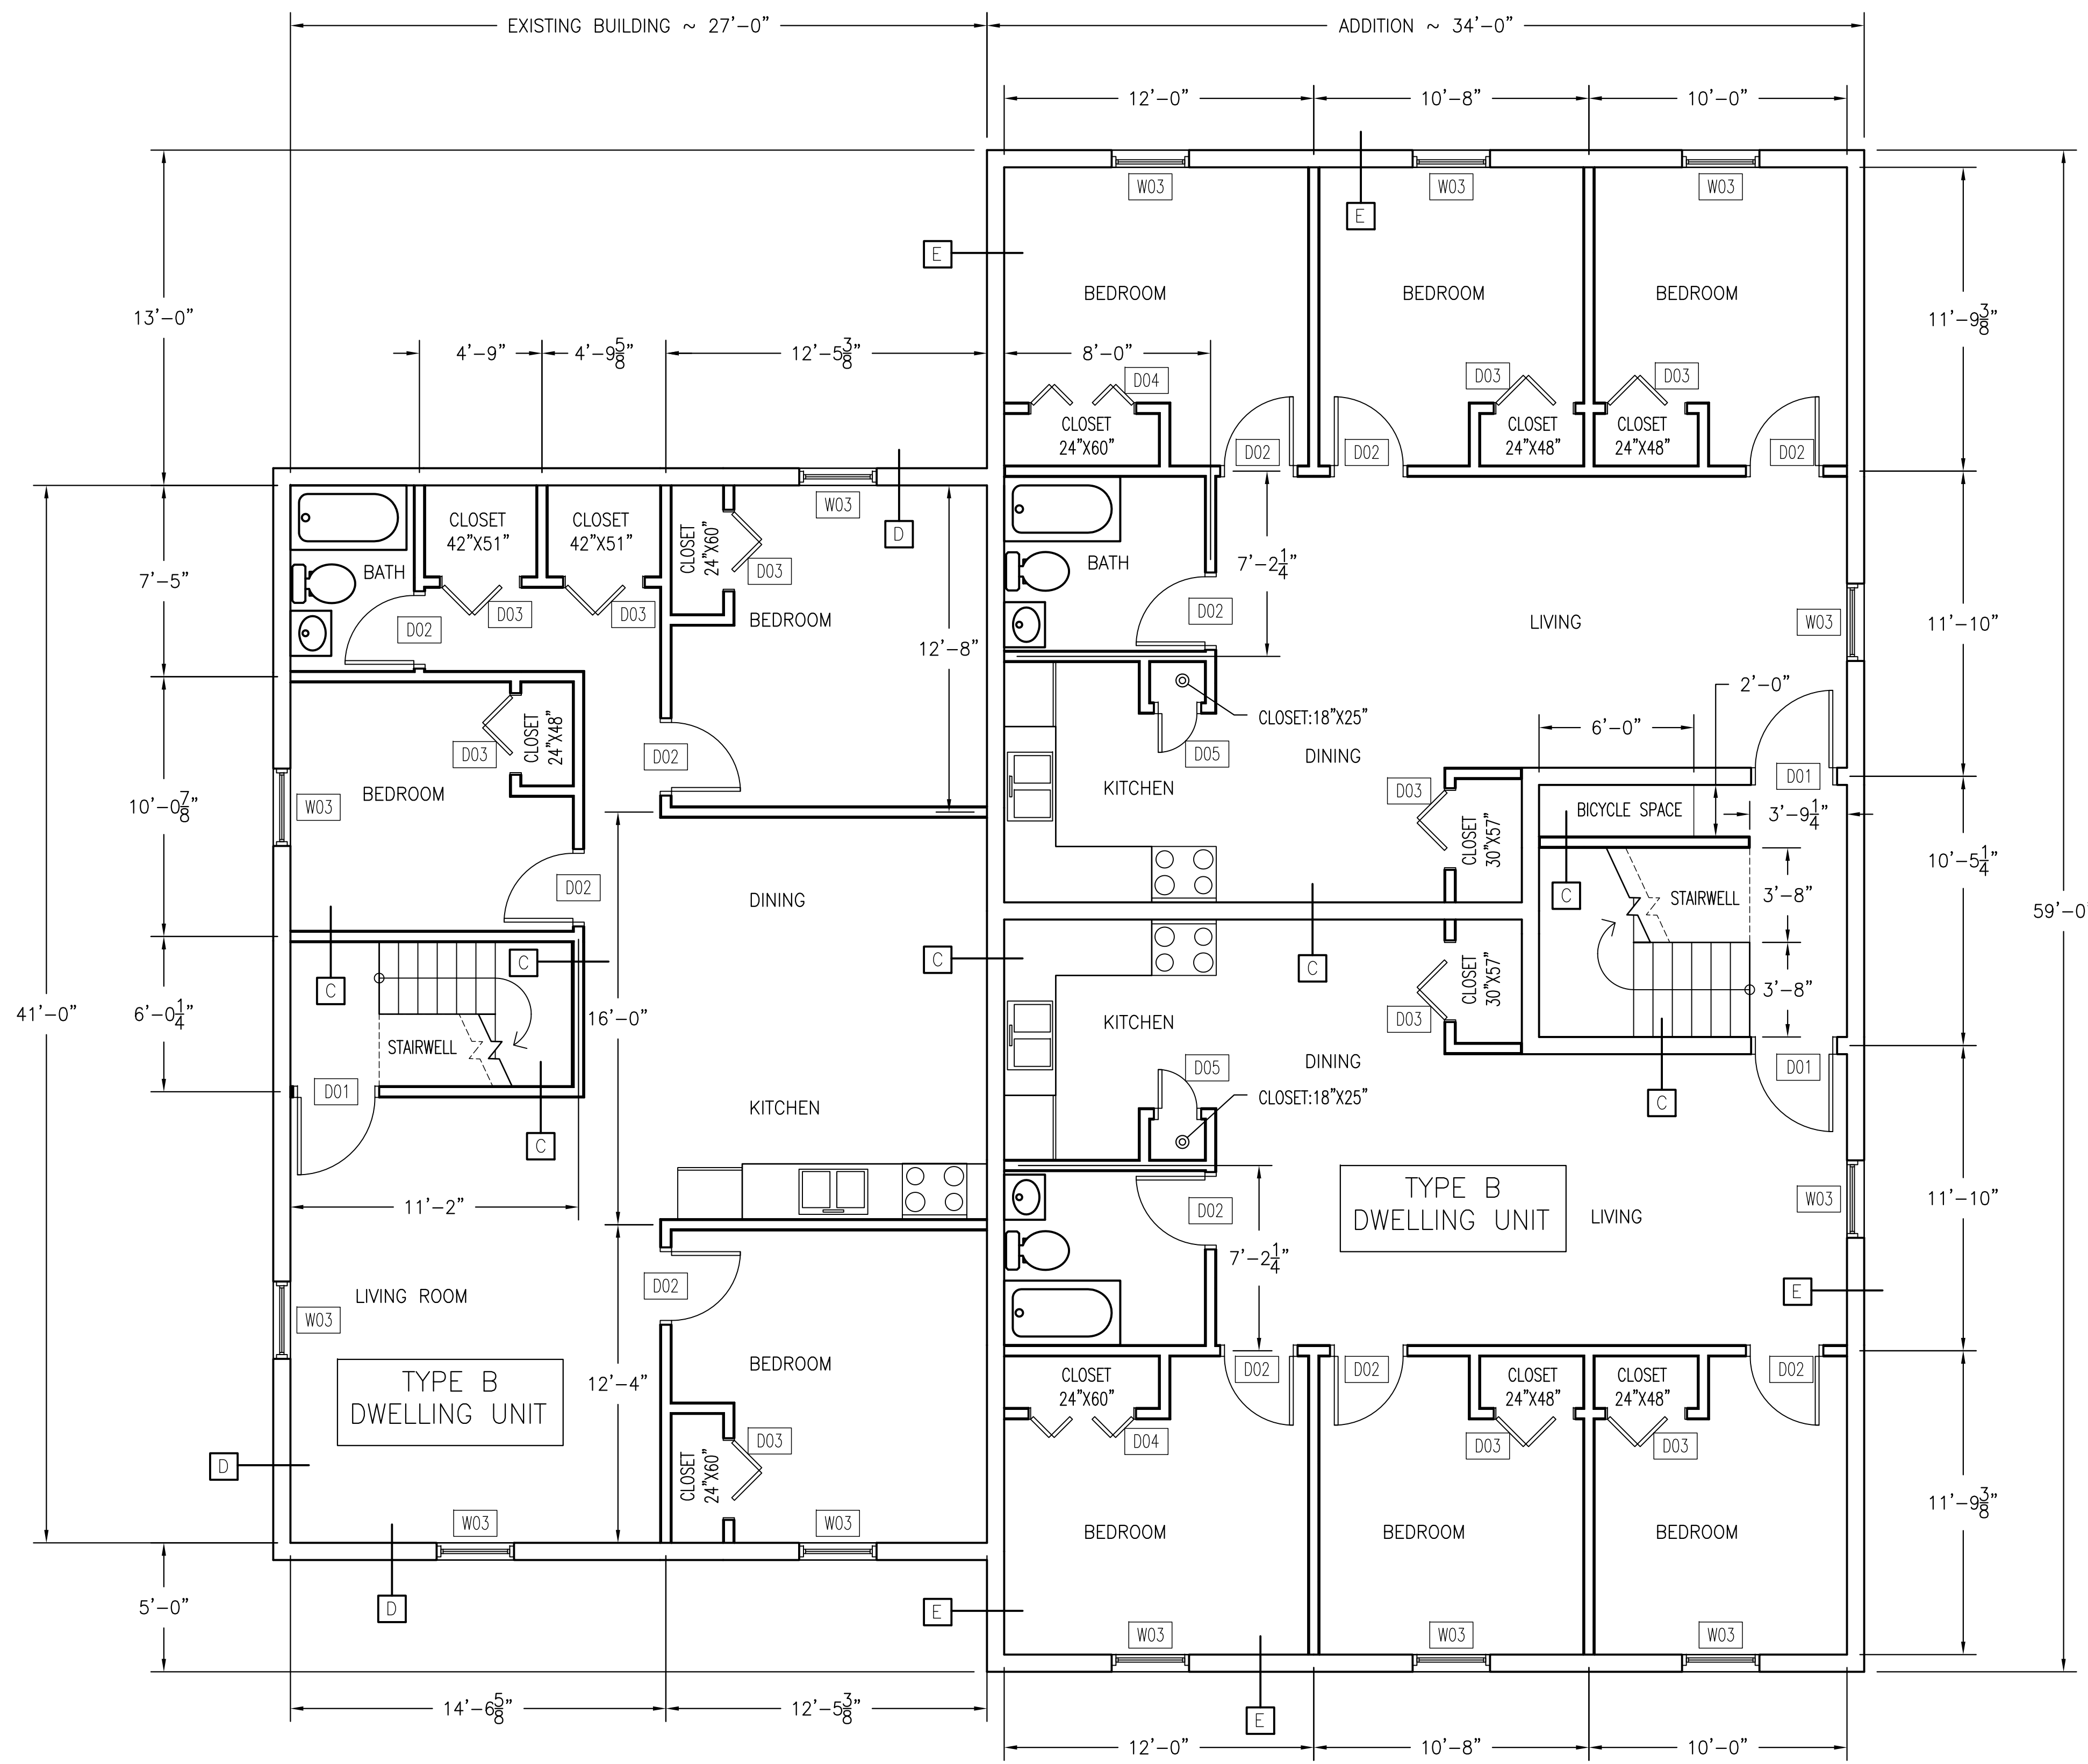 EXISTING BUILDING ~ 27'-0"
ADDITION ~ 34'-0"
12'-0"
10'-8"
10'-0"
W03
W03
W03
E
E
13'-0"
BEDROOM
BEDROOM
BEDROOM
11'-9 3/8"
4'-9"
4'-9 5/8"
12'-5 3/8"
8'-0"
D04
D03
D03
CLOSET
24"X60"
CLOSET
24"X48"
CLOSET
24"X48"
D02
D02
D02
W03
D
CLOSET
42"X51"
CLOSET
42"X51"
CLOSET
24"X60"
D03
BATH
7'-5"
D03
D03
D02
BEDROOM
12'-8"
BATH
7'-2 1/4"
D02
LIVING
W03
11'-10"
2'-0"
CLOSET
24"X48"
D03
D02
CLOSET:18"X25"
6'-0"
D05
DINING
KITCHEN
D01
BEDROOM
W03
10'-0 7/8"
D03
CLOSET
30"X57"
BICYCLE SPACE
3'-9 1/4"
10'-5 1/4"
D02
DINING
C
STAIRWELL
3'-8"
59'-0"
C
C
C
C
CLOSET
30"X57"
3'-8"
41'-0"
6'-0 1/4"
16'-0"
STAIRWELL
KITCHEN
D03
DINING
D01
D05
D01
CLOSET:18"X25"
KITCHEN
C
C
11'-2"
TYPE B
DWELLING UNIT
LIVING
W03
11'-10"
D02
7'-2 1/4"
D02
LIVING ROOM
W03
E
BEDROOM
12'-4"
TYPE B
DWELLING UNIT
D02
D02
D02
CLOSET
24"X60"
CLOSET
24"X48"
CLOSET
24"X48"
D03
D04
D03
D03
CLOSET
24"X60"
D
W03
W03
BEDROOM
BEDROOM
BEDROOM
11'-9 3/8"
5'-0"
D
E
W03
W03
W03
14'-6 5/8"
12'-5 3/8"
E
12'-0"
10'-8"
10'-0"